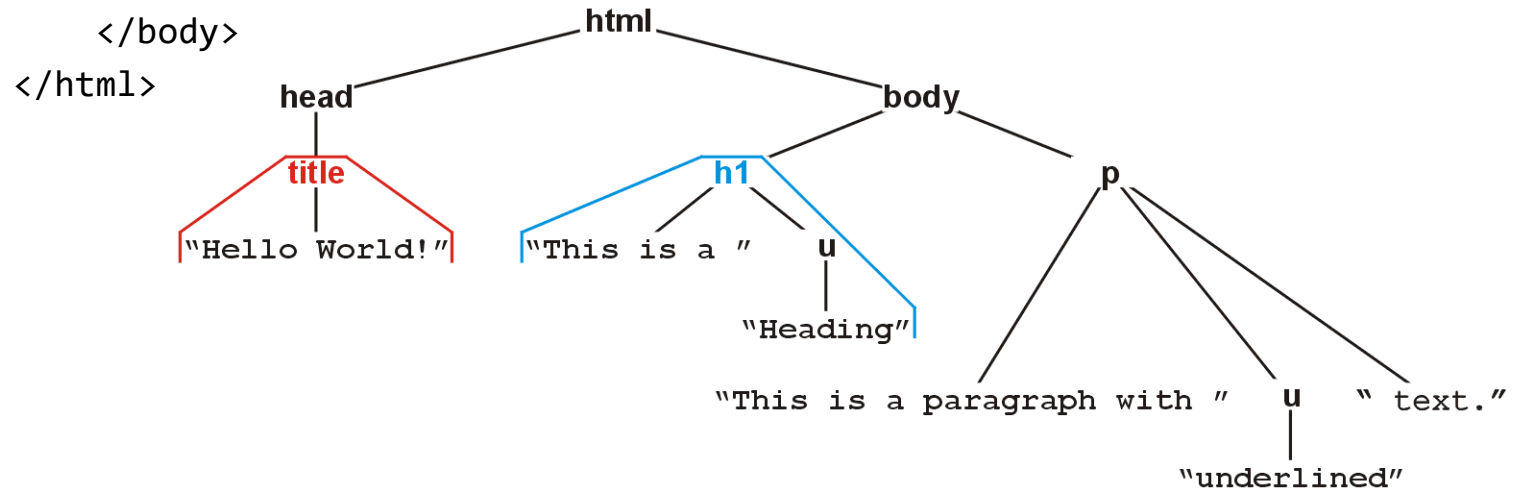 </body>
</html>
html
head body
title h1 p
“Hello World!” “This is a ” u
“Heading”
“This is a paragraph with ” u “ text.”
“underlined”